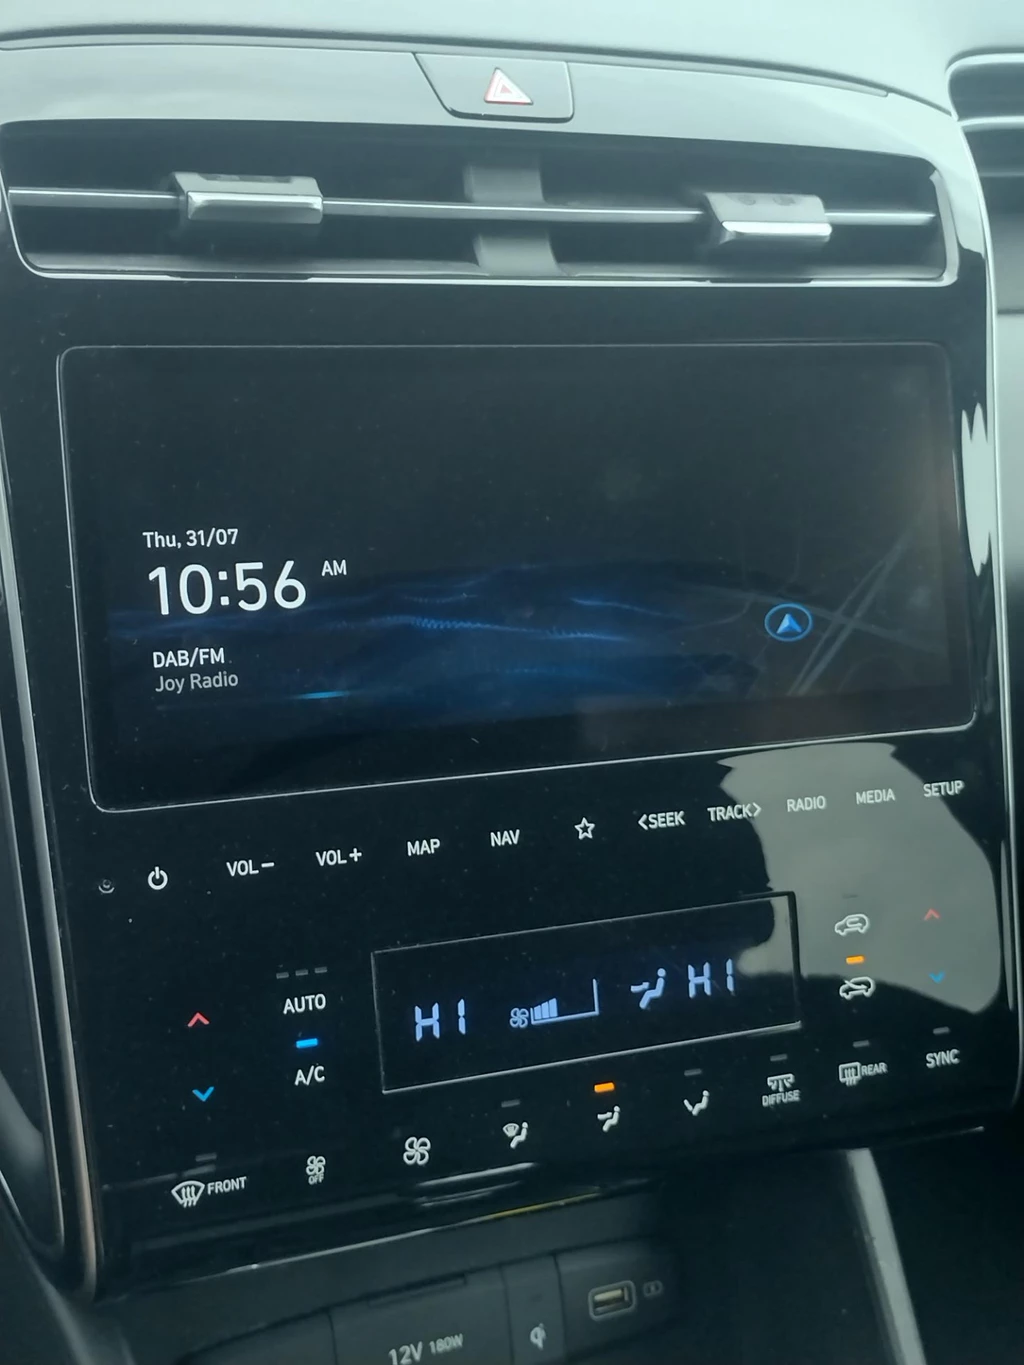 Thu, 31/07
10:56 AM
DAB/FM
Joy Radio
VOL− VOL+ MAP NAV <SEEK TRACK> RADIO MEDIA SETUP
AUTO
HI HI
A/C
FRONT OFF DIFFUSE REAR SYNC
12V 180W